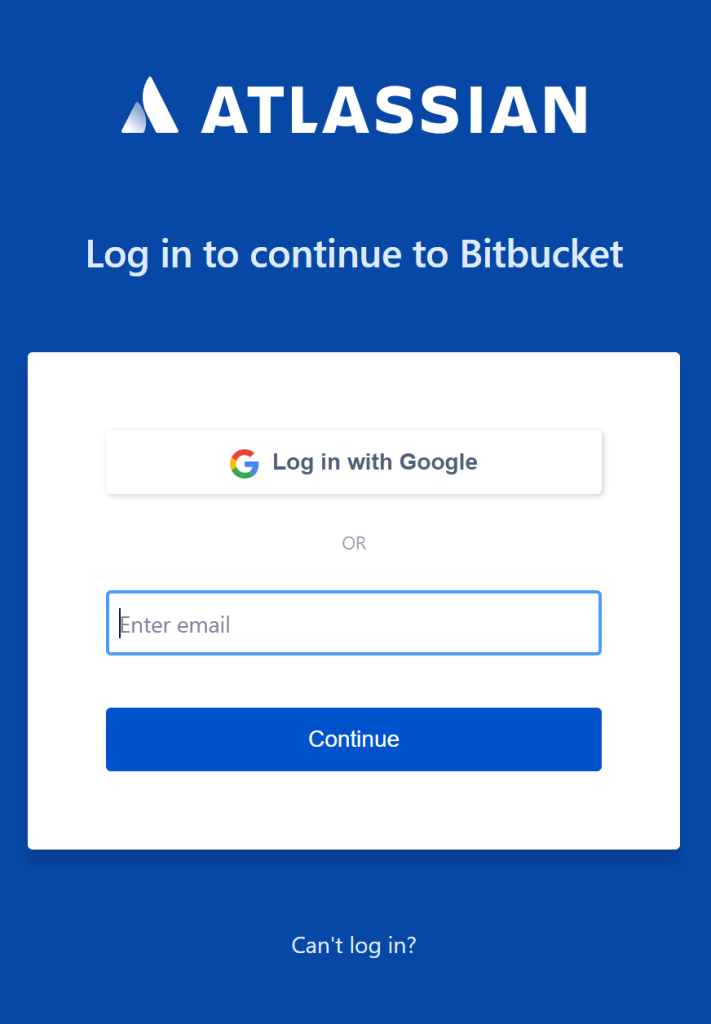 ATLASSIAN
Log in to continue to Bitbucket
Log in with Google
OR
Enter email
Continue
Can't log in?